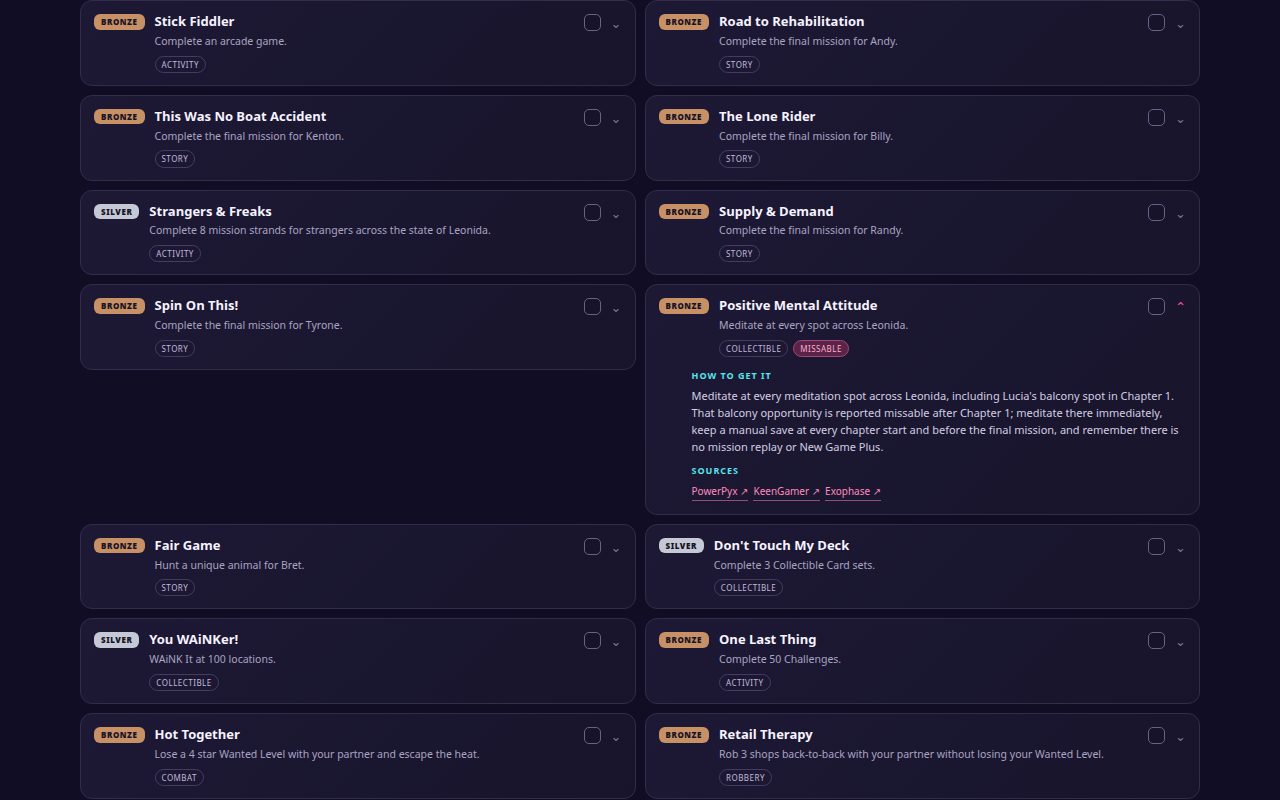 BRONZE Stick Fiddler
Complete an arcade game.
ACTIVITY
BRONZE Road to Rehabilitation
Complete the final mission for Andy.
STORY
BRONZE This Was No Boat Accident
Complete the final mission for Kenton.
STORY
BRONZE The Lone Rider
Complete the final mission for Billy.
STORY
SILVER Strangers & Freaks
Complete 8 mission strands for strangers across the state of Leonida.
ACTIVITY
BRONZE Supply & Demand
Complete the final mission for Randy.
STORY
BRONZE Spin On This!
Complete the final mission for Tyrone.
STORY
BRONZE Positive Mental Attitude
Meditate at every spot across Leonida.
COLLECTIBLE MISSABLE
HOW TO GET IT
Meditate at every meditation spot across Leonida, including Lucia's balcony spot in Chapter 1.
That balcony opportunity is reported missable after Chapter 1; meditate there immediately,
keep a manual save at every chapter start and before the final mission, and remember there is
no mission replay or New Game Plus.
SOURCES
PowerPyx ↗ KeenGamer ↗ Exophase ↗
BRONZE Fair Game
Hunt a unique animal for Bret.
STORY
SILVER Don't Touch My Deck
Complete 3 Collectible Card sets.
COLLECTIBLE
SILVER You WAiNKer!
WAiNK It at 100 locations.
COLLECTIBLE
BRONZE One Last Thing
Complete 50 Challenges.
ACTIVITY
BRONZE Hot Together
Lose a 4 star Wanted Level with your partner and escape the heat.
COMBAT
BRONZE Retail Therapy
Rob 3 shops back-to-back with your partner without losing your Wanted Level.
ROBBERY